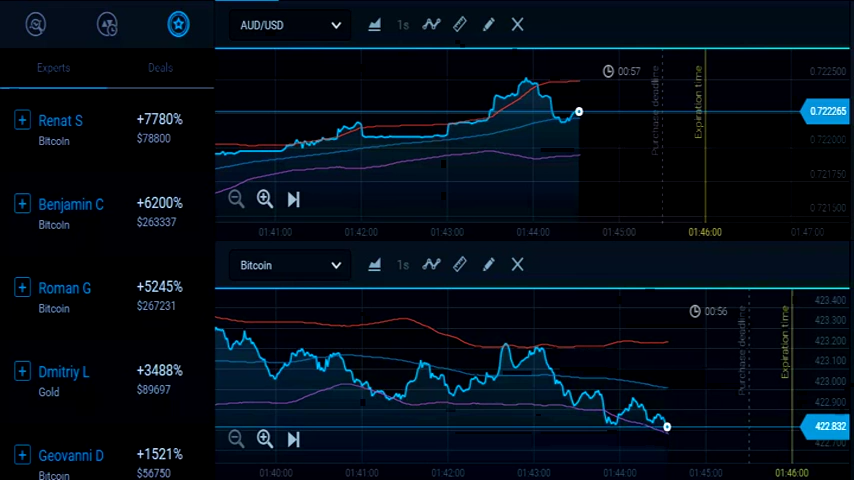 Experts
Deals
Renat S
+7780%
Bitcoin
$78800
Benjamin C
+6200%
Bitcoin
$263337
Roman G
+5245%
Bitcoin
$267231
Dmitriy L
+3488%
Gold
$89697
Geovanni D
+1521%
Bitcoin
$56750
AUD/USD
1s
00:57
Purchase deadline
Expiration time
0.722500
0.722265
0.722000
0.721750
0.721500
01:41:00
01:42:00
01:43:00
01:44:00
01:45:00
01:46:00
01:47:00
Bitcoin
1s
00:56
Purchase deadline
Expiration time
423.400
423.300
423.200
423.100
423.000
422.900
422.832
422.700
01:40:00
01:41:00
01:42:00
01:43:00
01:44:00
01:45:00
01:46:00